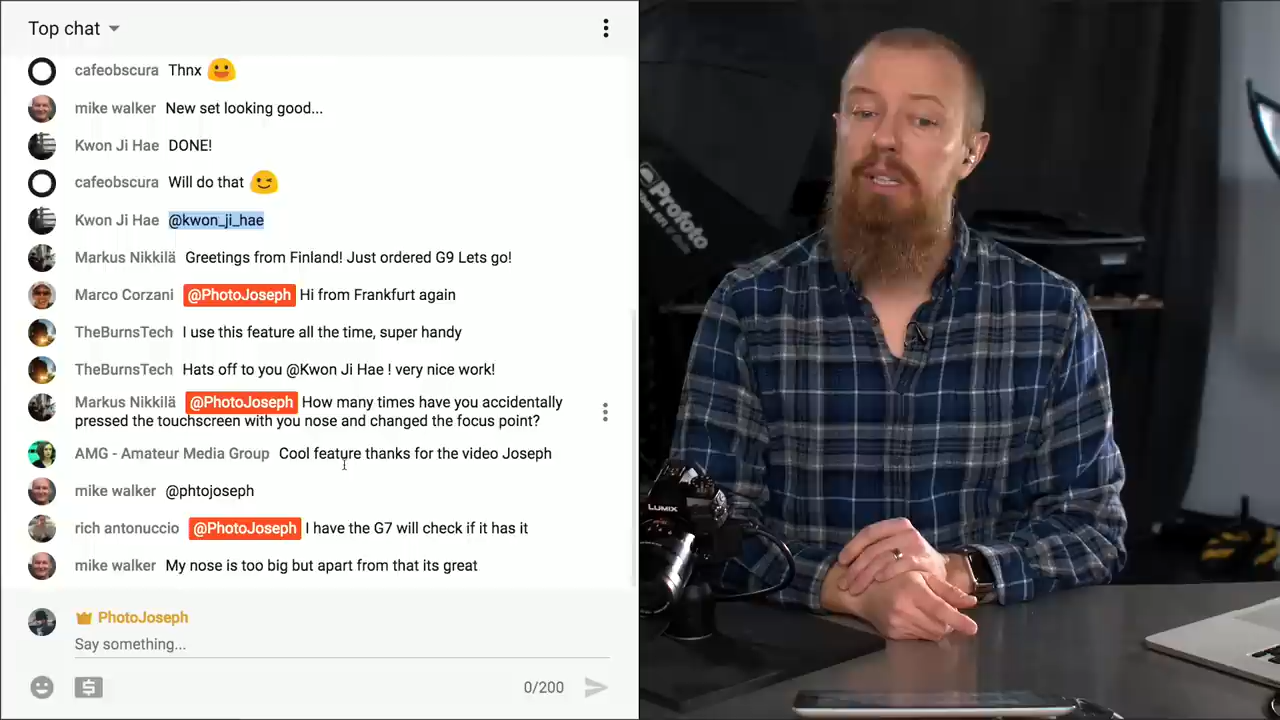 Top chat
cafeobscura Thnx
mike walker New set looking good...
Kwon Ji Hae DONE!
cafeobscura Will do that
Kwon Ji Hae @kwon_ji_hae
Markus Nikkilä Greetings from Finland! Just ordered G9 Lets go!
Marco Corzani @PhotoJoseph Hi from Frankfurt again
TheBurnsTech I use this feature all the time, super handy
TheBurnsTech Hats off to you @Kwon Ji Hae ! very nice work!
Markus Nikkilä @PhotoJoseph How many times have you accidentally
pressed the touchscreen with you nose and changed the focus point?
AMG - Amateur Media Group Cool feature thanks for the video Joseph
mike walker @phtojoseph
rich antonuccio @PhotoJoseph I have the G7 will check if it has it
mike walker My nose is too big but apart from that its great
PhotoJoseph
Say something...
0/200
Profoto
LUMIX